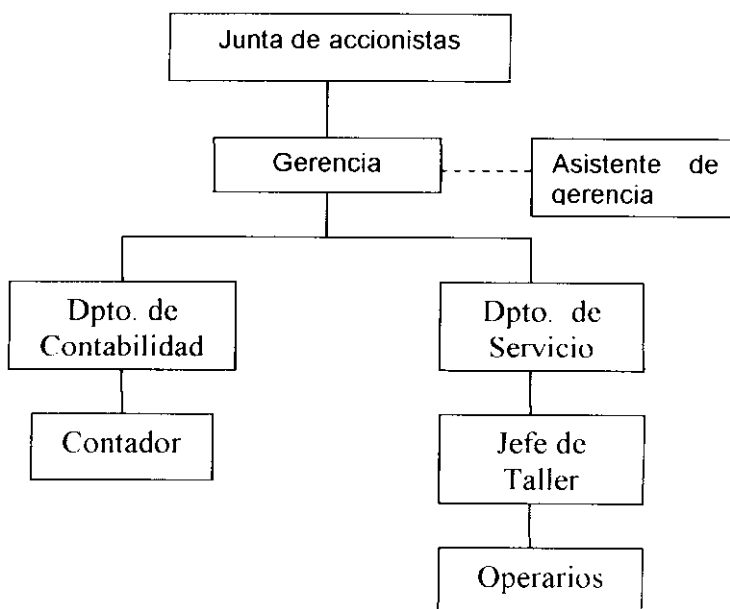 Junta de accionistas
Gerencia
Asistente de
gerencia
Dpto. de
Contabilidad
Dpto. de
Servicio
Contador
Jefe de
Taller
Operarios